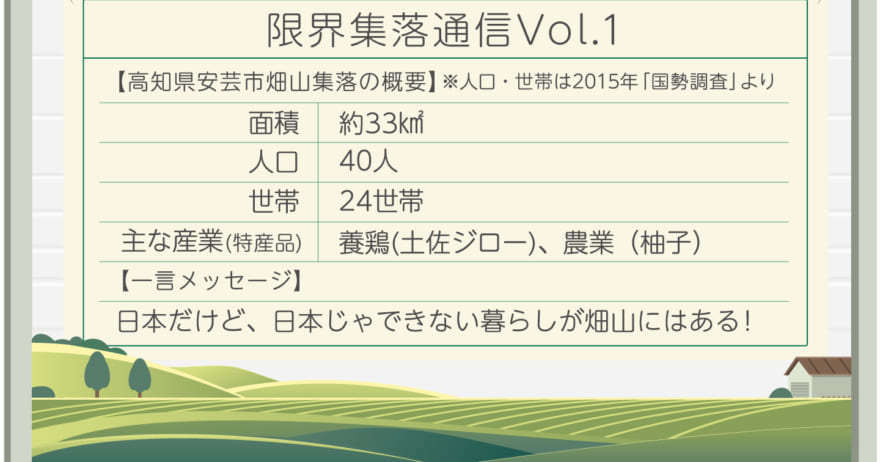 限界集落通信Vol.1
【高知県安芸市畑山集落の概要】※人口・世帯は2015年「国勢調査」より
面積 約33㎢
人口 40人
世帯 24世帯
主な産業(特産品) 養鶏(土佐ジロー)、農業（柚子）
【一言メッセージ】
日本だけど、日本じゃできない暮らしが畑山にはある！